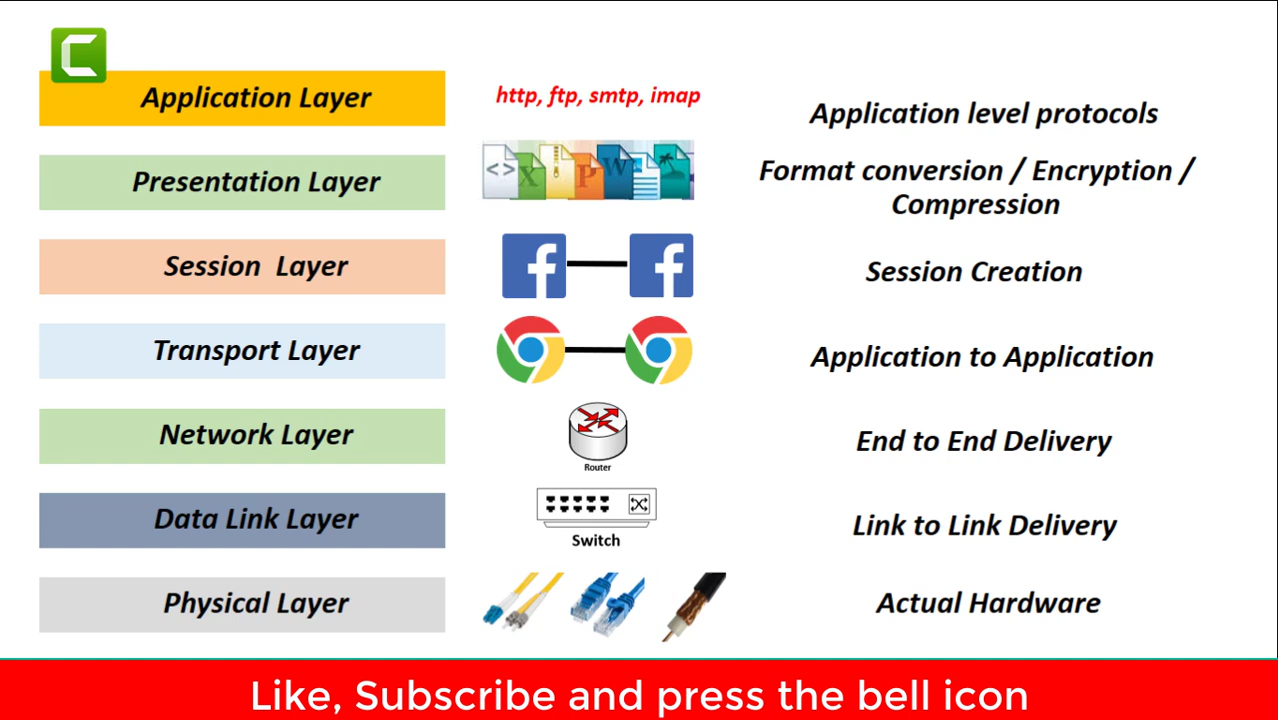 Application Layer
http, ftp, smtp, imap
Application level protocols
Presentation Layer
Format conversion / Encryption /
Compression
Session Layer
Session Creation
Transport Layer
Application to Application
Network Layer
Router
End to End Delivery
Data Link Layer
Switch
Link to Link Delivery
Physical Layer
Actual Hardware
Like, Subscribe and press the bell icon